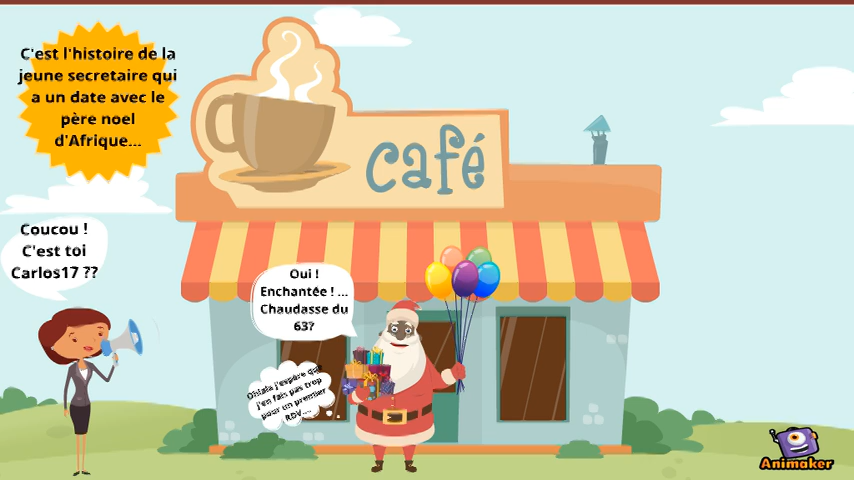 C'est l'histoire de la
jeune secretaire qui
a un date avec le
père noel
d'Afrique...
café
Coucou !
C'est toi
Carlos17 ??
Oui !
Enchantée ! ...
Chaudasse du
63?
Ohlala j'espère que
j'en fais pas trop
pour un premier
RDV....
Animaker